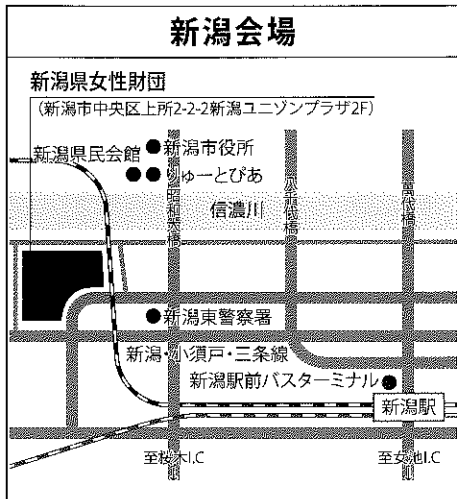 新潟会場
新潟県女性財団
(新潟市中央区上所2-2-2新潟ユニゾンプラザ2F)
新潟県民会館
新潟市役所
りゅーとぴあ
昭和大橋
八千代橋
萬代橋
信濃川
新潟東警察署
新潟・小須戸・三条線
新潟駅前バスターミナル
新潟駅
至桜木I.C
至女池I.C